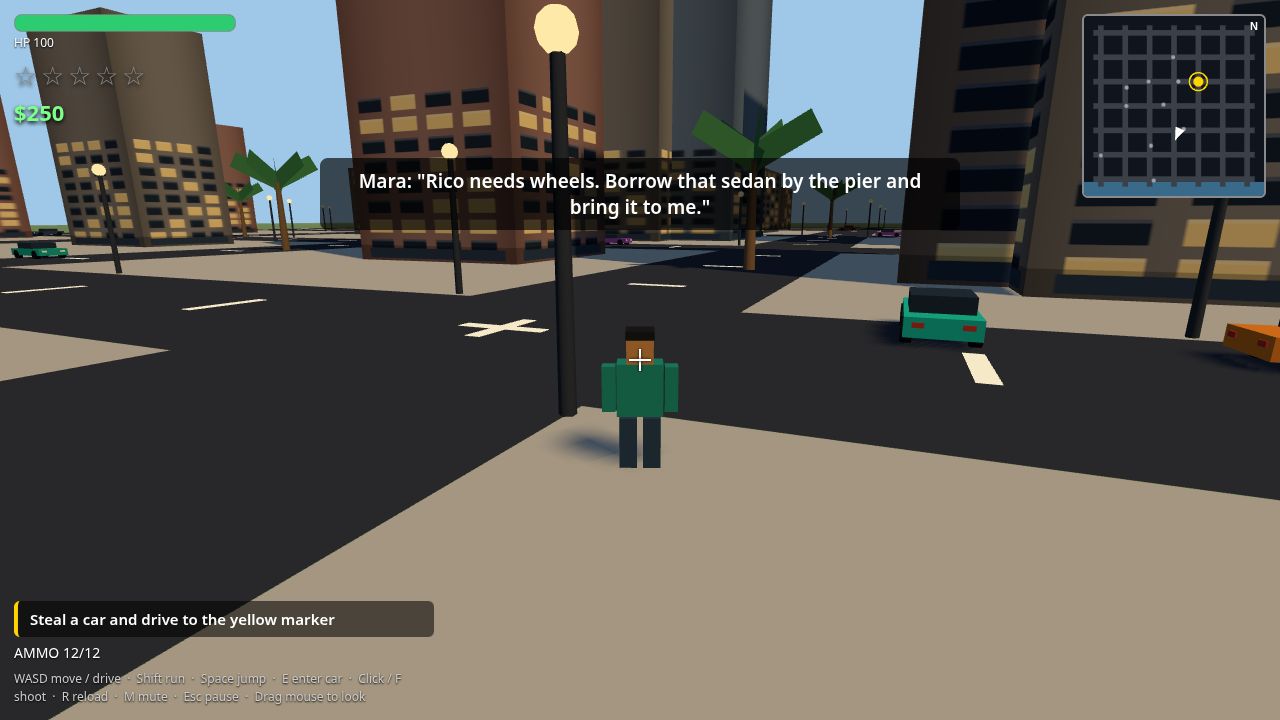 HP 100
☆ ☆ ☆ ☆ ☆
$250
N
Mara: "Rico needs wheels. Borrow that sedan by the pier and
bring it to me."
Steal a car and drive to the yellow marker
AMMO 12/12
WASD move / drive · Shift run · Space jump · E enter car · Click / F
shoot · R reload · M mute · Esc pause · Drag mouse to look